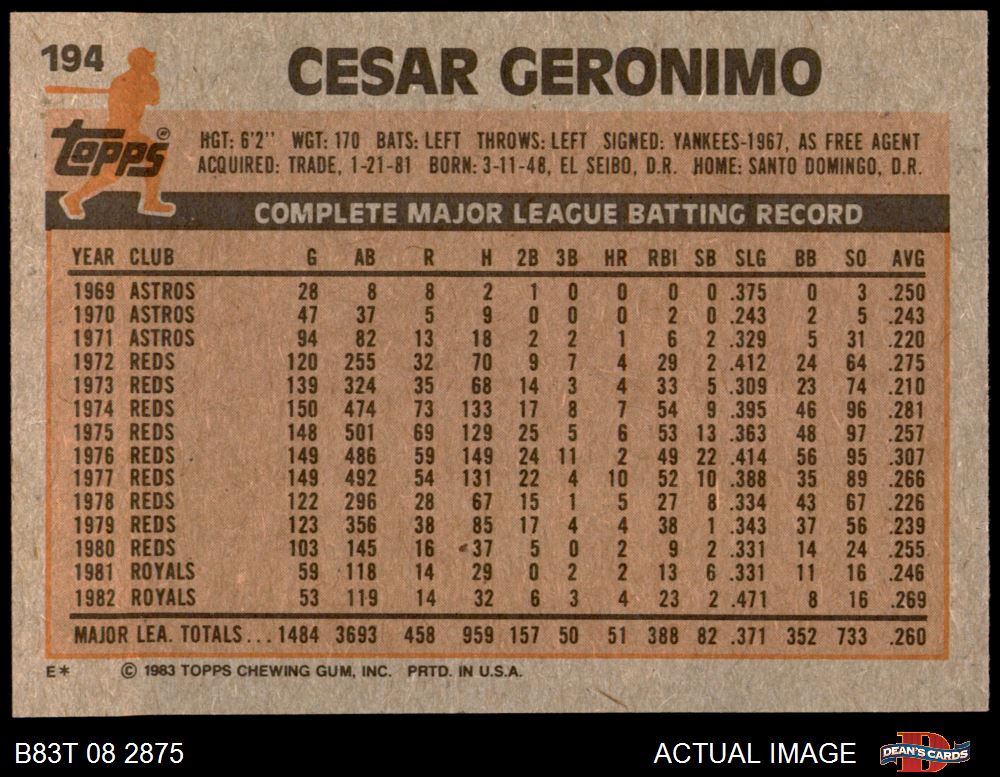 194
CESAR GERONIMO
topps®
HGT: 6'2" WGT: 170 BATS: LEFT THROWS: LEFT SIGNED: YANKEES-1967, AS FREE AGENT
ACQUIRED: TRADE, 1-21-81 BORN: 3-11-48, EL SEIBO, D.R. HOME: SANTO DOMINGO, D.R.
COMPLETE MAJOR LEAGUE BATTING RECORD
YEAR CLUB G AB R H 2B 3B HR RBI SB SLG BB SO AVG
1969 ASTROS 28 8 8 2 1 0 0 0 0 .375 0 3 .250
1970 ASTROS 47 37 5 9 0 0 0 2 0 .243 2 5 .243
1971 ASTROS 94 82 13 18 2 2 1 6 2 .329 5 31 .220
1972 REDS 120 255 32 70 9 7 4 29 2 .412 24 64 .275
1973 REDS 139 324 35 68 14 3 4 33 5 .309 23 74 .210
1974 REDS 150 474 73 133 17 8 7 54 9 .395 46 96 .281
1975 REDS 148 501 69 129 25 5 6 53 13 .363 48 97 .257
1976 REDS 149 486 59 149 24 11 2 49 22 .414 56 95 .307
1977 REDS 149 492 54 131 22 4 10 52 10 .388 35 89 .266
1978 REDS 122 296 28 67 15 1 5 27 8 .334 43 67 .226
1979 REDS 123 356 38 85 17 4 4 38 1 .343 37 56 .239
1980 REDS 103 145 16 37 5 0 2 9 2 .331 14 24 .255
1981 ROYALS 59 118 14 29 0 2 2 13 6 .331 11 16 .246
1982 ROYALS 53 119 14 32 6 3 4 23 2 .471 8 16 .269
MAJOR LEA. TOTALS... 1484 3693 458 959 157 50 51 388 82 .371 352 733 .260
E* © 1983 TOPPS CHEWING GUM, INC. PRTD. IN U.S.A.
B83T 08 2875 ACTUAL IMAGE DEAN'S CARDS